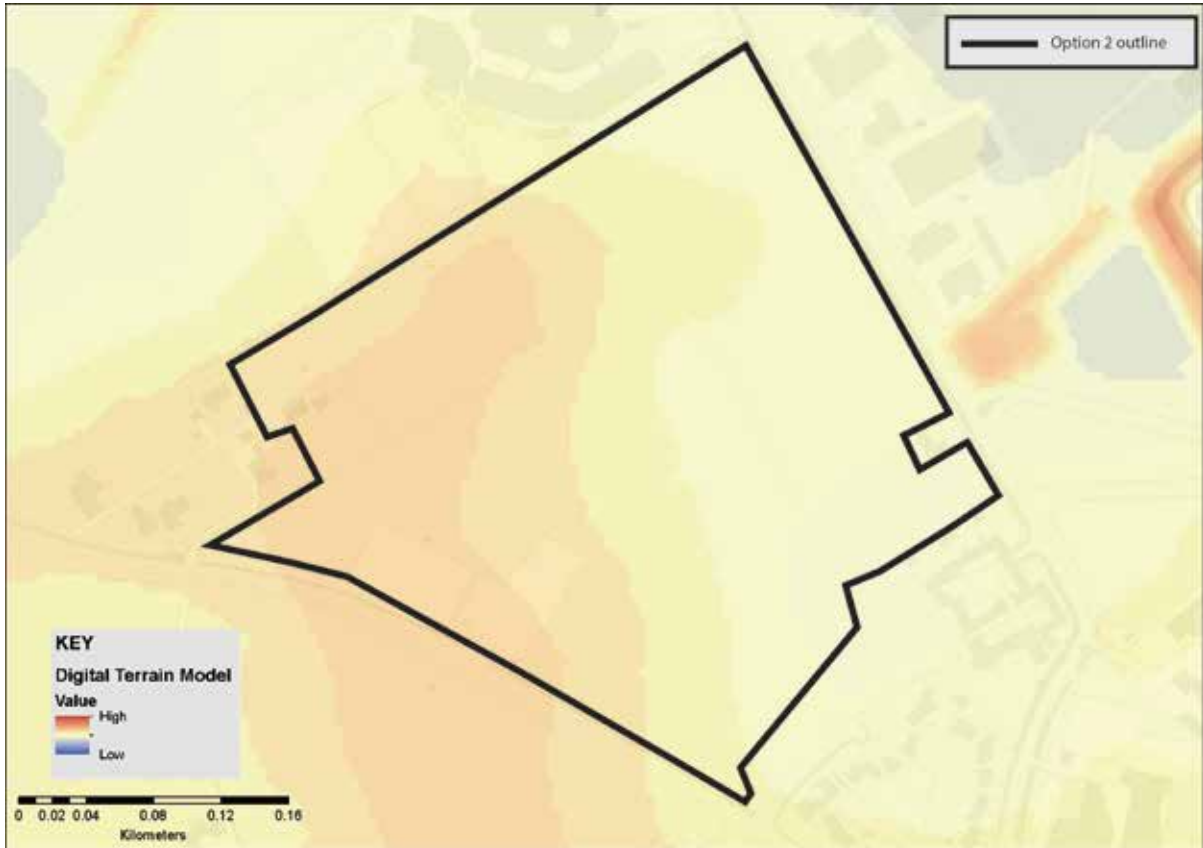 Option 2 outline
KEY
Digital Terrain Model
Value
High
Low
0 0.02 0.04 0.08 0.12 0.16
Kilometers